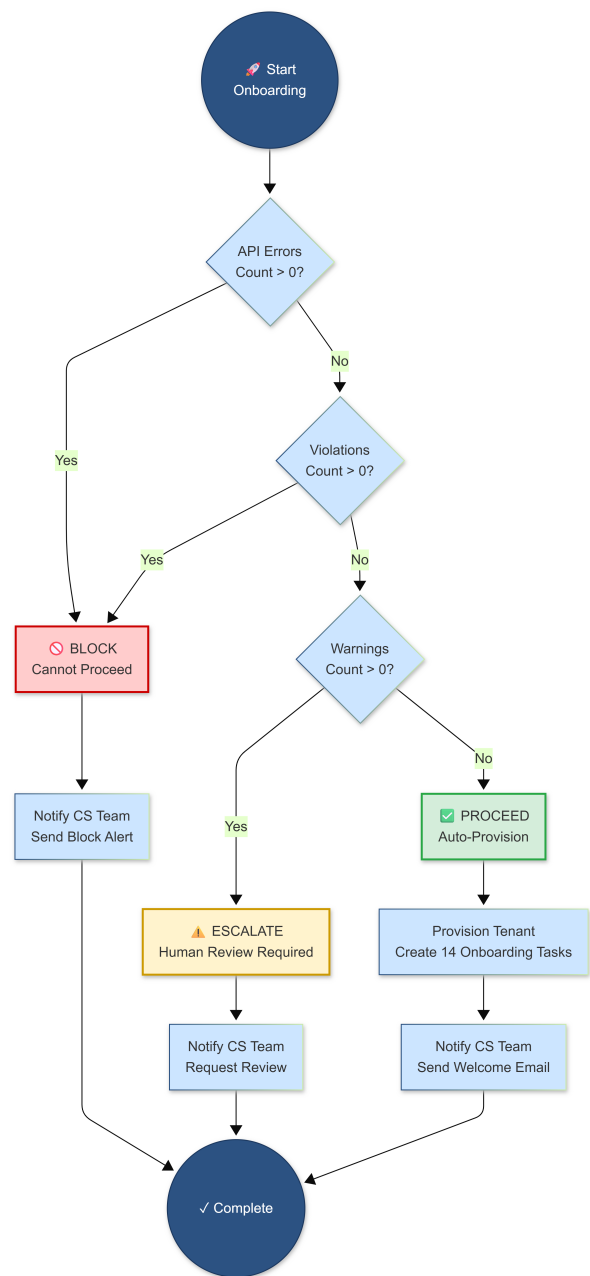 🚀 Start
Onboarding
API Errors
Count > 0?
No
Violations
Count > 0?
Yes
Yes
No
🚫 BLOCK
Cannot Proceed
Warnings
Count > 0?
No
Notify CS Team
Send Block Alert
✅ PROCEED
Auto-Provision
Yes
⚠️ ESCALATE
Human Review Required
Provision Tenant
Create 14 Onboarding Tasks
Notify CS Team
Request Review
Notify CS Team
Send Welcome Email
✓ Complete